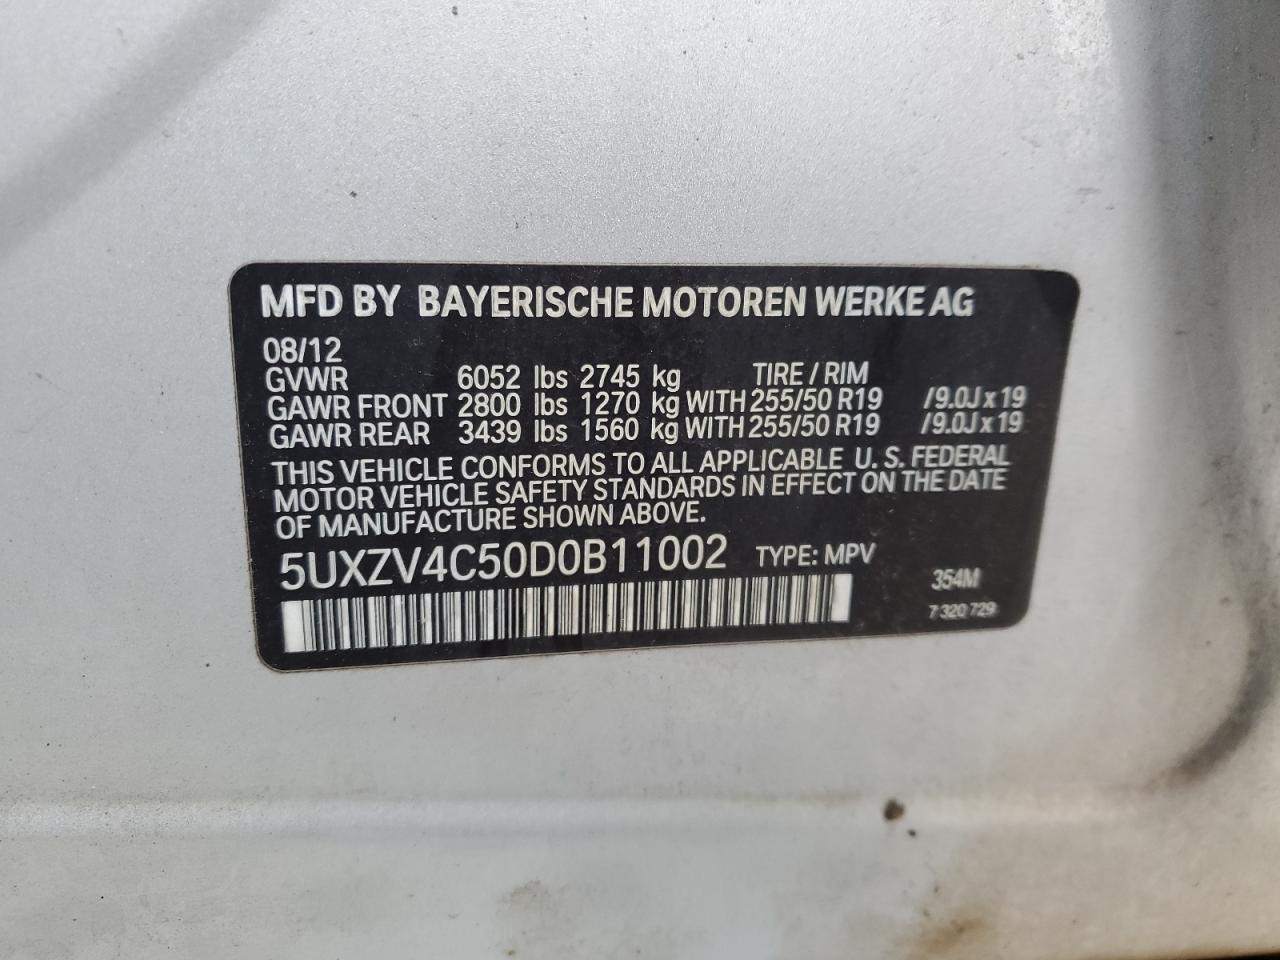 MFD BY BAYERISCHE MOTOREN WERKE AG
08/12
GVWR 6052 lbs 2745 kg TIRE / RIM
GAWR FRONT 2800 lbs 1270 kg WITH 255/50 R19 /9.0J x 19
GAWR REAR 3439 lbs 1560 kg WITH 255/50 R19 /9.0J x 19
THIS VEHICLE CONFORMS TO ALL APPLICABLE U. S. FEDERAL
MOTOR VEHICLE SAFETY STANDARDS IN EFFECT ON THE DATE
OF MANUFACTURE SHOWN ABOVE.
5UXZV4C50D0B11002 TYPE: MPV
354M
7 320 729